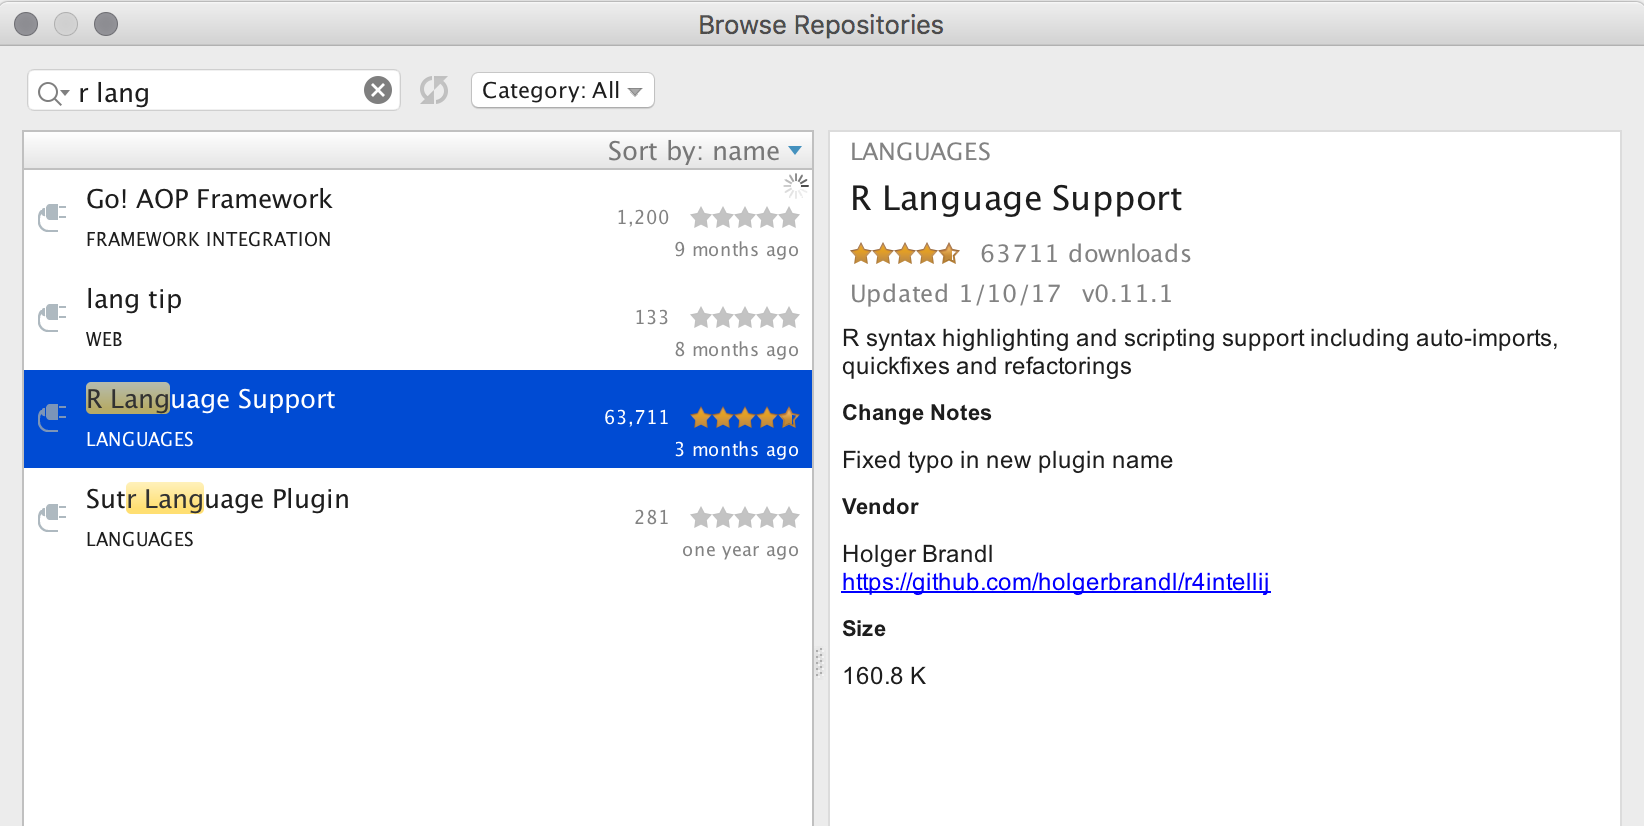 Browse Repositories
r lang
Category: All
Sort by: name
Go! AOP Framework
1,200
FRAMEWORK INTEGRATION
9 months ago
lang tip
133
WEB
8 months ago
R Language Support
63,711
LANGUAGES
3 months ago
Sutr Language Plugin
281
LANGUAGES
one year ago
LANGUAGES
R Language Support
63711 downloads
Updated 1/10/17 v0.11.1
R syntax highlighting and scripting support including auto-imports,
quickfixes and refactorings
Change Notes
Fixed typo in new plugin name
Vendor
Holger Brandl
https://github.com/holgerbrandl/r4intellij
Size
160.8 K